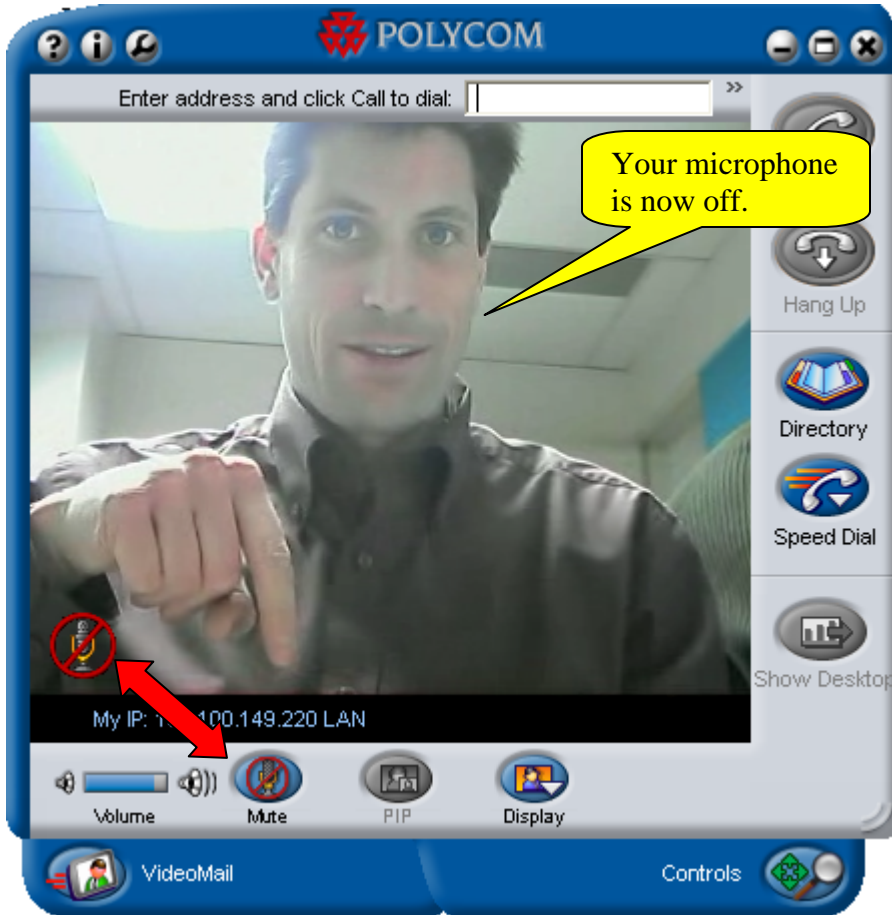 POLYCOM
Enter address and click Call to dial:
Your microphone
is now off.
Hang Up
Directory
Speed Dial
Show Desktop
My IP: 100.149.220 LAN
Volume
Mute
PIP
Display
VideoMail
Controls